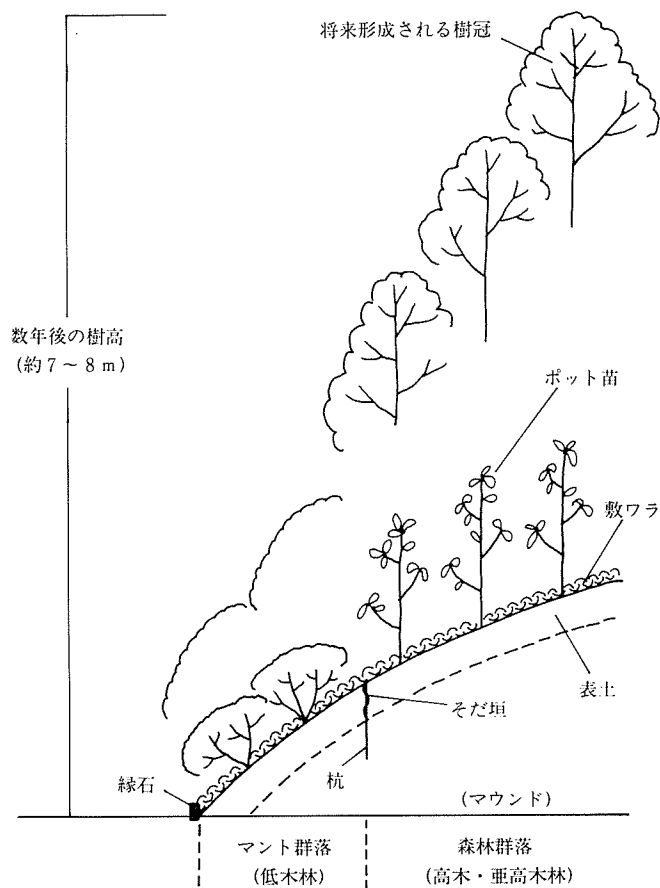 将来形成される樹冠
数年後の樹高
(約7〜8m)
ポット苗
敷ワラ
表土
そだ垣
杭
縁石
(マウンド)
マント群落
(低木林)
森林群落
(高木・亜高木林)